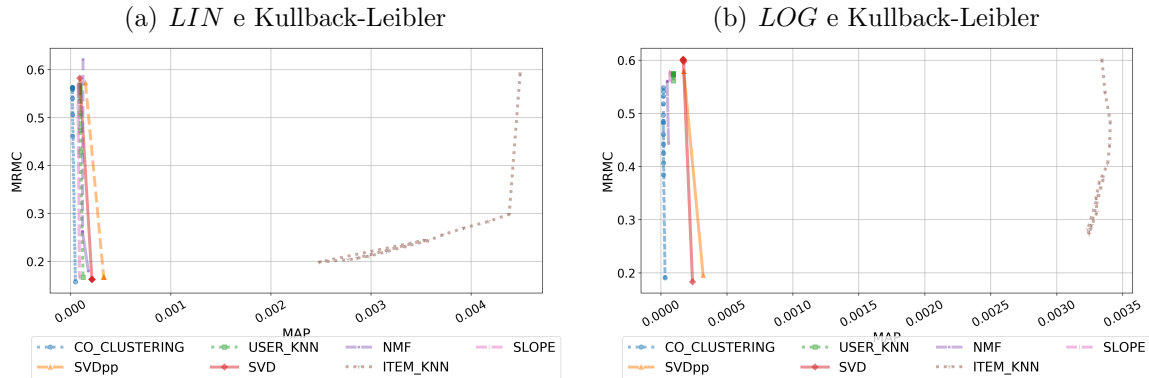 (a) LIN e Kullback-Leibler
MRMC
0.6
0.5
0.4
0.3
0.2
0.000
0.001
0.002
0.003
0.004
MAP
CO_CLUSTERING
USER_KNN
NMF
SLOPE
SVDpp
SVD
ITEM_KNN
(b) LOG e Kullback-Leibler
MRMC
0.6
0.5
0.4
0.3
0.2
0.0000
0.0005
0.0010
0.0015
0.0020
0.0025
0.0030
0.0035
MAP
CO_CLUSTERING
USER_KNN
NMF
SLOPE
SVDpp
SVD
ITEM_KNN